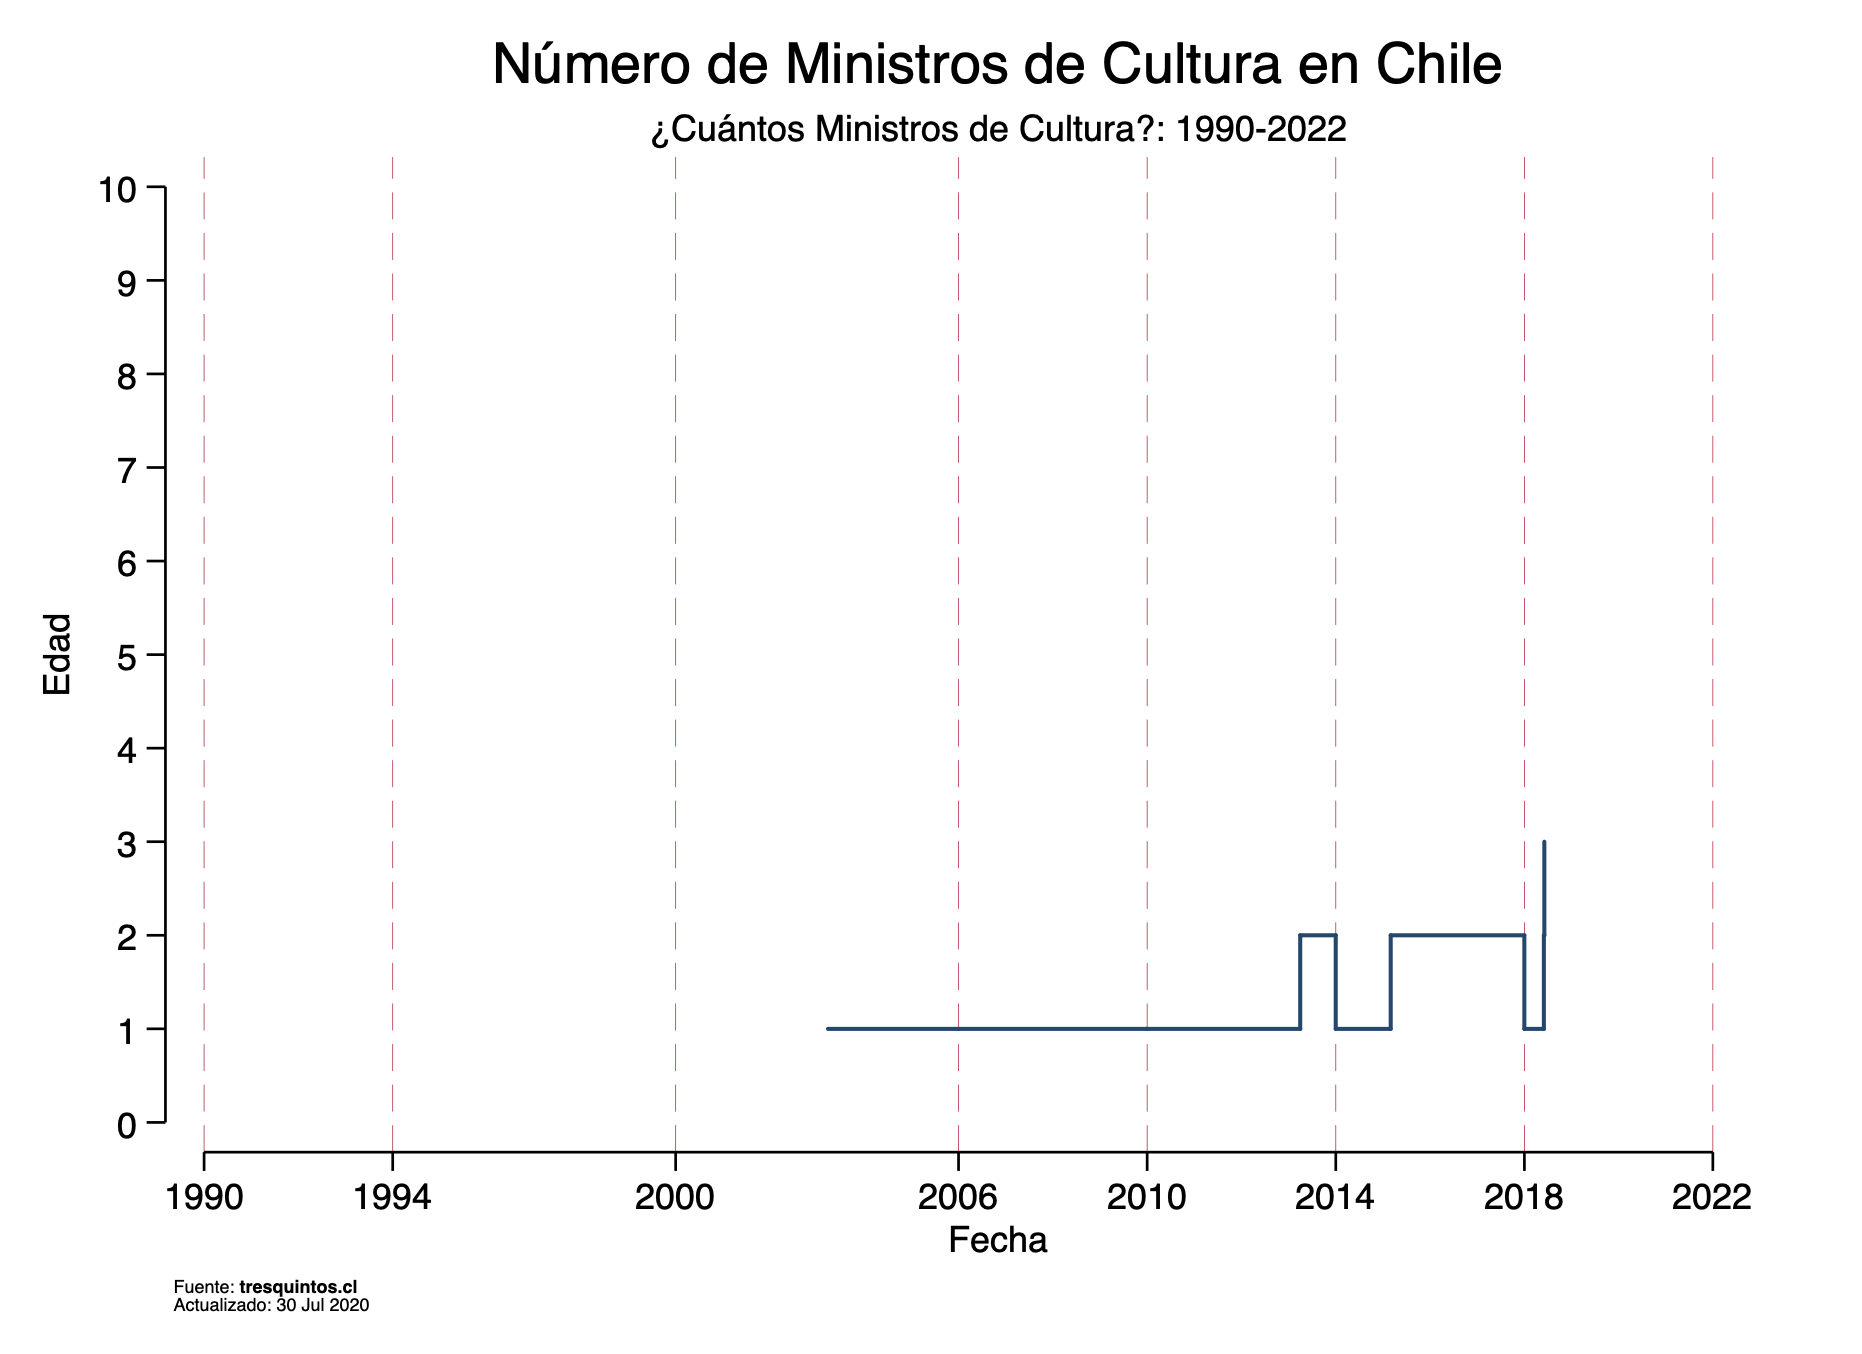 Número de Ministros de Cultura en Chile
¿Cuántos Ministros de Cultura?: 1990-2022
10
9
8
7
6
5
4
3
2
1
0
Edad
1990 1994 2000 2006 2010 2014 2018 2022
Fecha
Fuente: tresquintos.cl
Actualizado: 30 Jul 2020